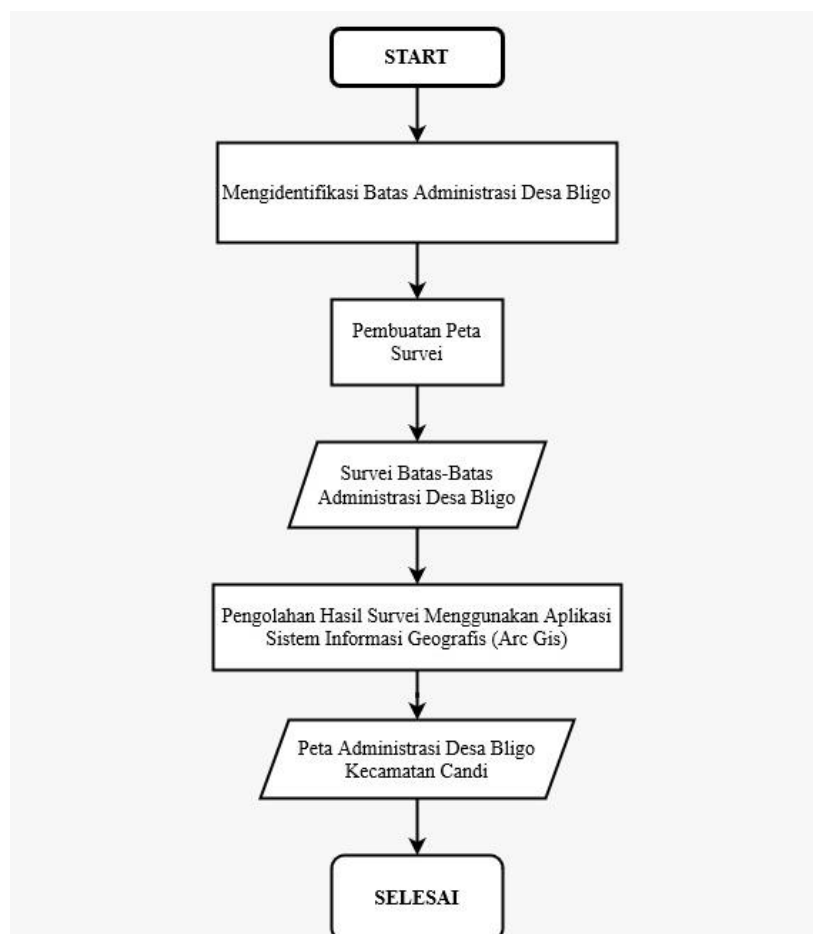 START
Mengidentifikasi Batas Administrasi Desa Bligo
Pembuatan Peta
Survei
Survei Batas-Batas
Administrasi Desa Bligo
Pengolahan Hasil Survei Menggunakan Aplikasi
Sistem Informasi Geografis (Arc Gis)
Peta Administrasi Desa Bligo
Kecamatan Candi
SELESAI